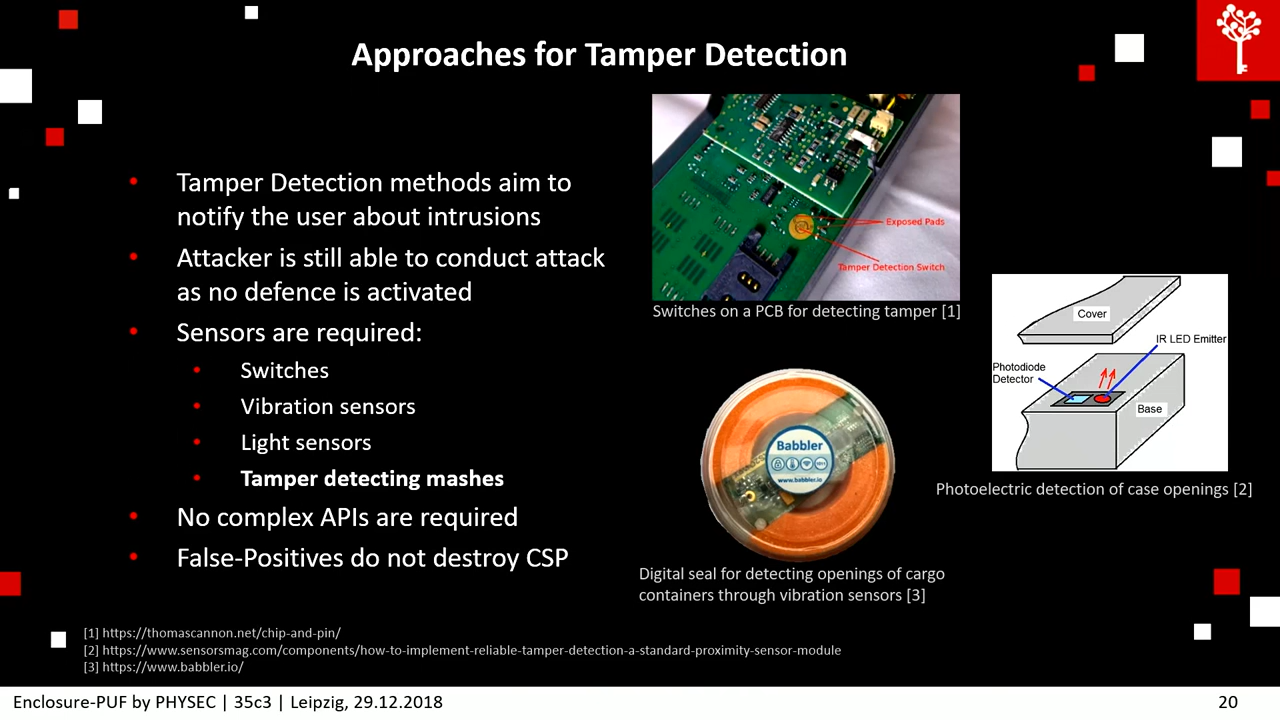 Approaches for Tamper Detection
Tamper Detection methods aim to
notify the user about intrusions
Attacker is still able to conduct attack
as no defence is activated
Sensors are required:
Switches
Vibration sensors
Light sensors
Tamper detecting mashes
No complex APIs are required
False-Positives do not destroy CSP
Exposed Pads
Tamper Detection Switch
Switches on a PCB for detecting tamper [1]
Cover
IR LED Emitter
Photodiode
Detector
Base
Photoelectric detection of case openings [2]
Babbler
www.babbler.io
Digital seal for detecting openings of cargo
containers through vibration sensors [3]
[1] https://thomascannon.net/chip-and-pin/
[2] https://www.sensorsmag.com/components/how-to-implement-reliable-tamper-detection-a-standard-proximity-sensor-module
[3] https://www.babbler.io/
Enclosure-PUF by PHYSEC | 35c3 | Leipzig, 29.12.2018
20